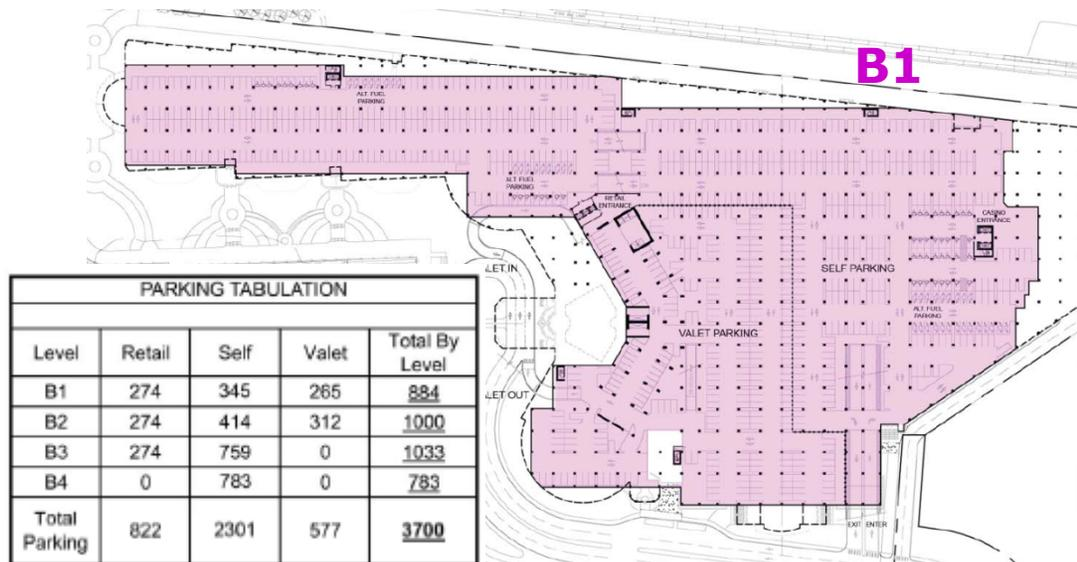 B1
ALT. FUEL
PARKING
ALT. FUEL
PARKING
RETAIL
ENTRANCE
CASINO
ENTRANCE
SELF PARKING
ALT. FUEL
PARKING
VALET PARKING
ALET IN
ALET OUT
EXIT ENTER
PARKING TABULATION
Level Retail Self Valet Total By Level
B1 274 345 265 884
B2 274 414 312 1000
B3 274 759 0 1033
B4 0 783 0 783
Total Parking 822 2301 577 3700